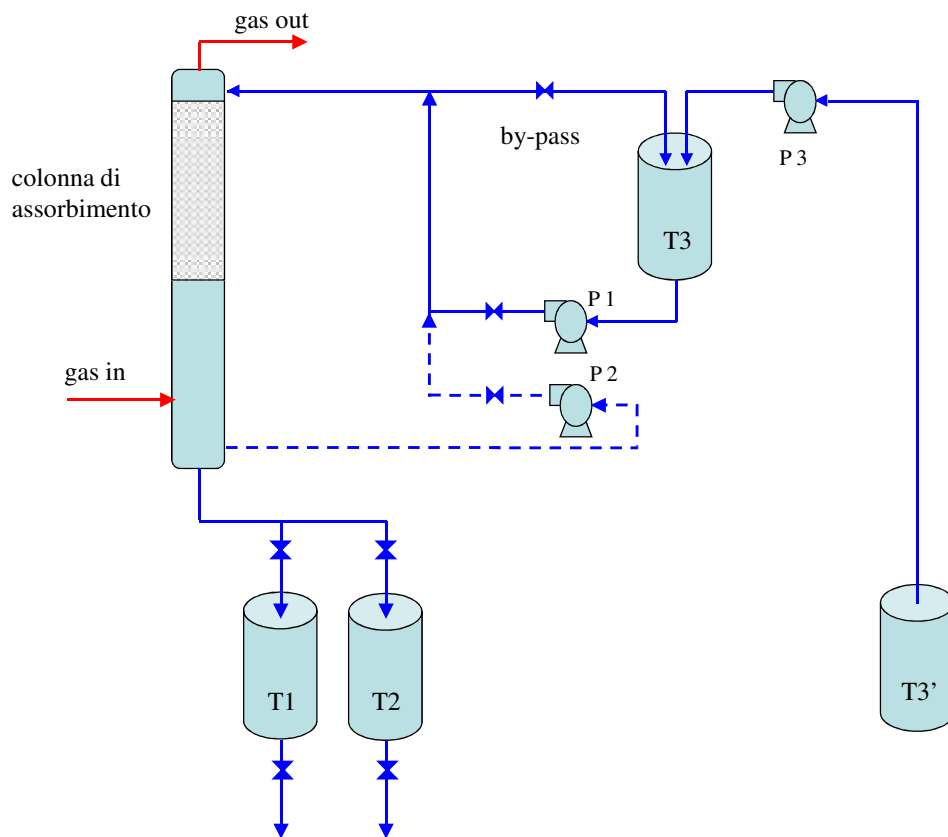 gas out
by-pass
P 3
colonna di
assorbimento
T3
P 1
gas in
P 2
T1
T2
T3’